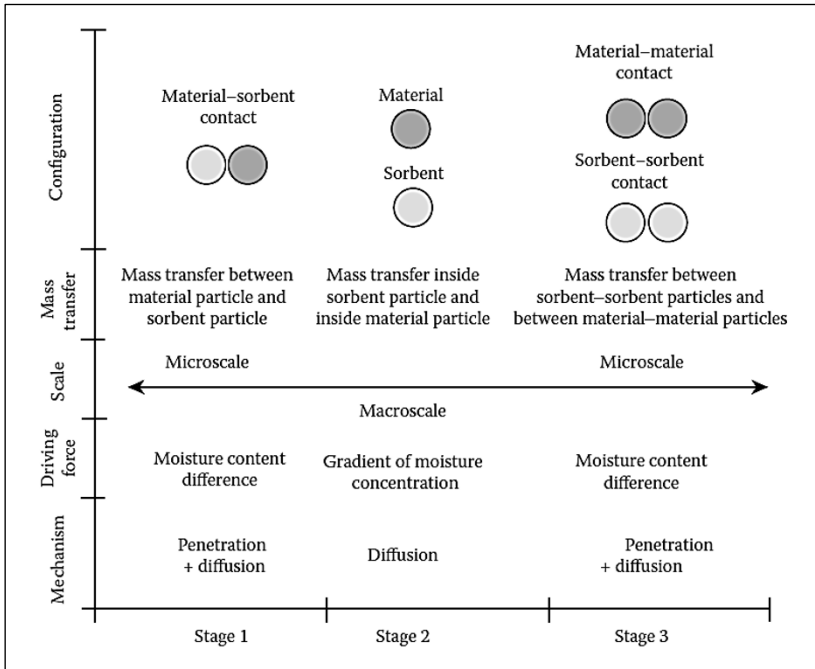 Configuration
Material–sorbent
contact
Material
Sorbent
Material–material
contact
Sorbent–sorbent
contact
Mass
transfer
Mass transfer between
material particle and
sorbent particle
Mass transfer inside
sorbent particle and
inside material particle
Mass transfer between
sorbent–sorbent particles and
between material–material particles
Scale
Microscale
Microscale
Macroscale
Driving
force
Moisture content
difference
Gradient of moisture
concentration
Moisture content
difference
Mechanism
Penetration
+ diffusion
Diffusion
Penetration
+ diffusion
Stage 1
Stage 2
Stage 3